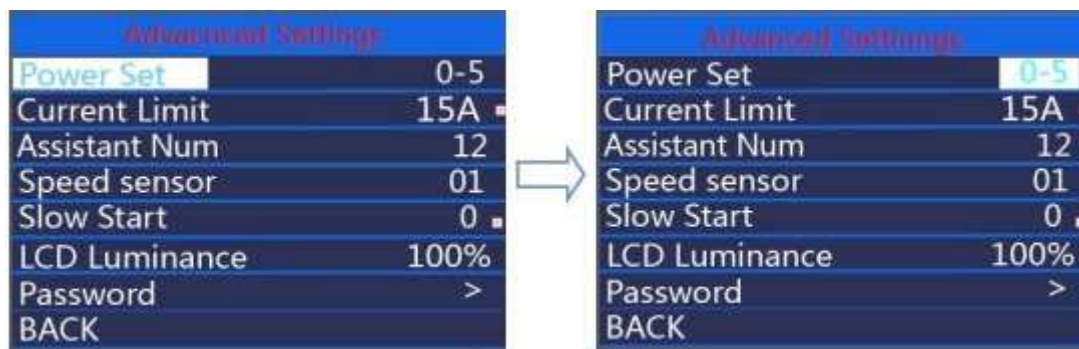 Advanced Settings
Power Set 0-5
Current Limit 15A
Assistant Num 12
Speed sensor 01
Slow Start 0
LCD Luminance 100%
Password >
BACK
Advanced Settings
Power Set 0-5
Current Limit 15A
Assistant Num 12
Speed sensor 01
Slow Start 0
LCD Luminance 100%
Password >
BACK